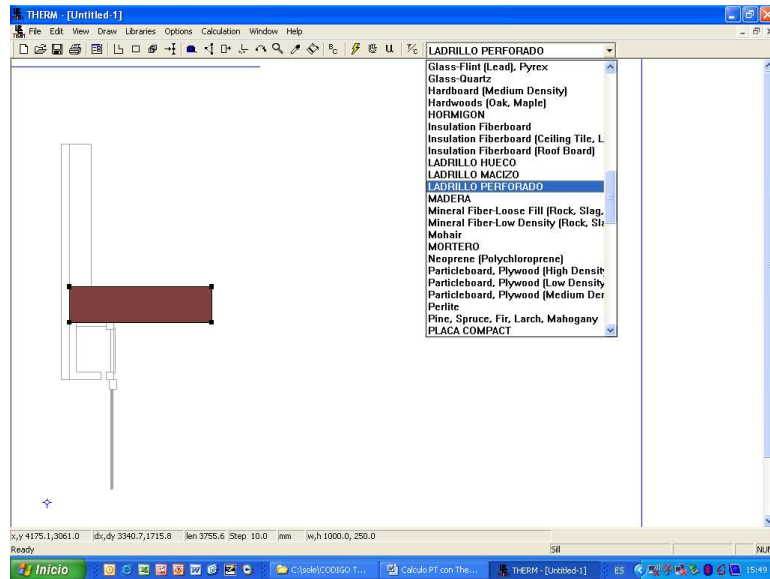 THERM - [Untitled-1]
File Edit View Draw Libraries Options Calculation Window Help
LADRILLO PERFORADO
Glass-Flint (Lead), Pyrex
Glass-Quartz
Hardboard (Medium Density)
Hardwoods (Oak, Maple)
HORMIGON
Insulation Fiberboard
Insulation Fiberboard (Ceiling Tile, L
Insulation Fiberboard (Roof Board)
LADRILLO HUECO
LADRILLO MACIZO
LADRILLO PERFORADO
MADERA
Mineral Fiber-Loose Fill (Rock, Slag,
Mineral Fiber-Low Density (Rock, Sla
Mohair
MORTERO
Neoprene (Polychloroprene)
Particleboard, Plywood (High Densit
Particleboard, Plywood (Low Density
Particleboard, Plywood (Medium Den
Perlite
Pine, Spruce, Fir, Larch, Mahogany
PLACA COMPACT
x,y 4175.1,3061.0 dx,dy 3340.7,1715.8 len 3755.6 Step 10.0 mm w,h 1000.0, 250.0
Ready Sill NUM
Inicio C:\sole\CODIGO T... Calculo PT con The... THERM - [Untitled-1] ES 15:49